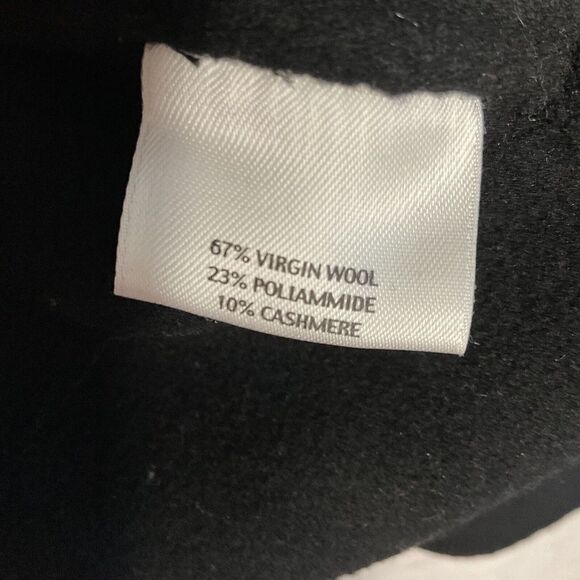 67% VIRGIN WOOL
23% POLIAMMIDE
10% CASHMERE